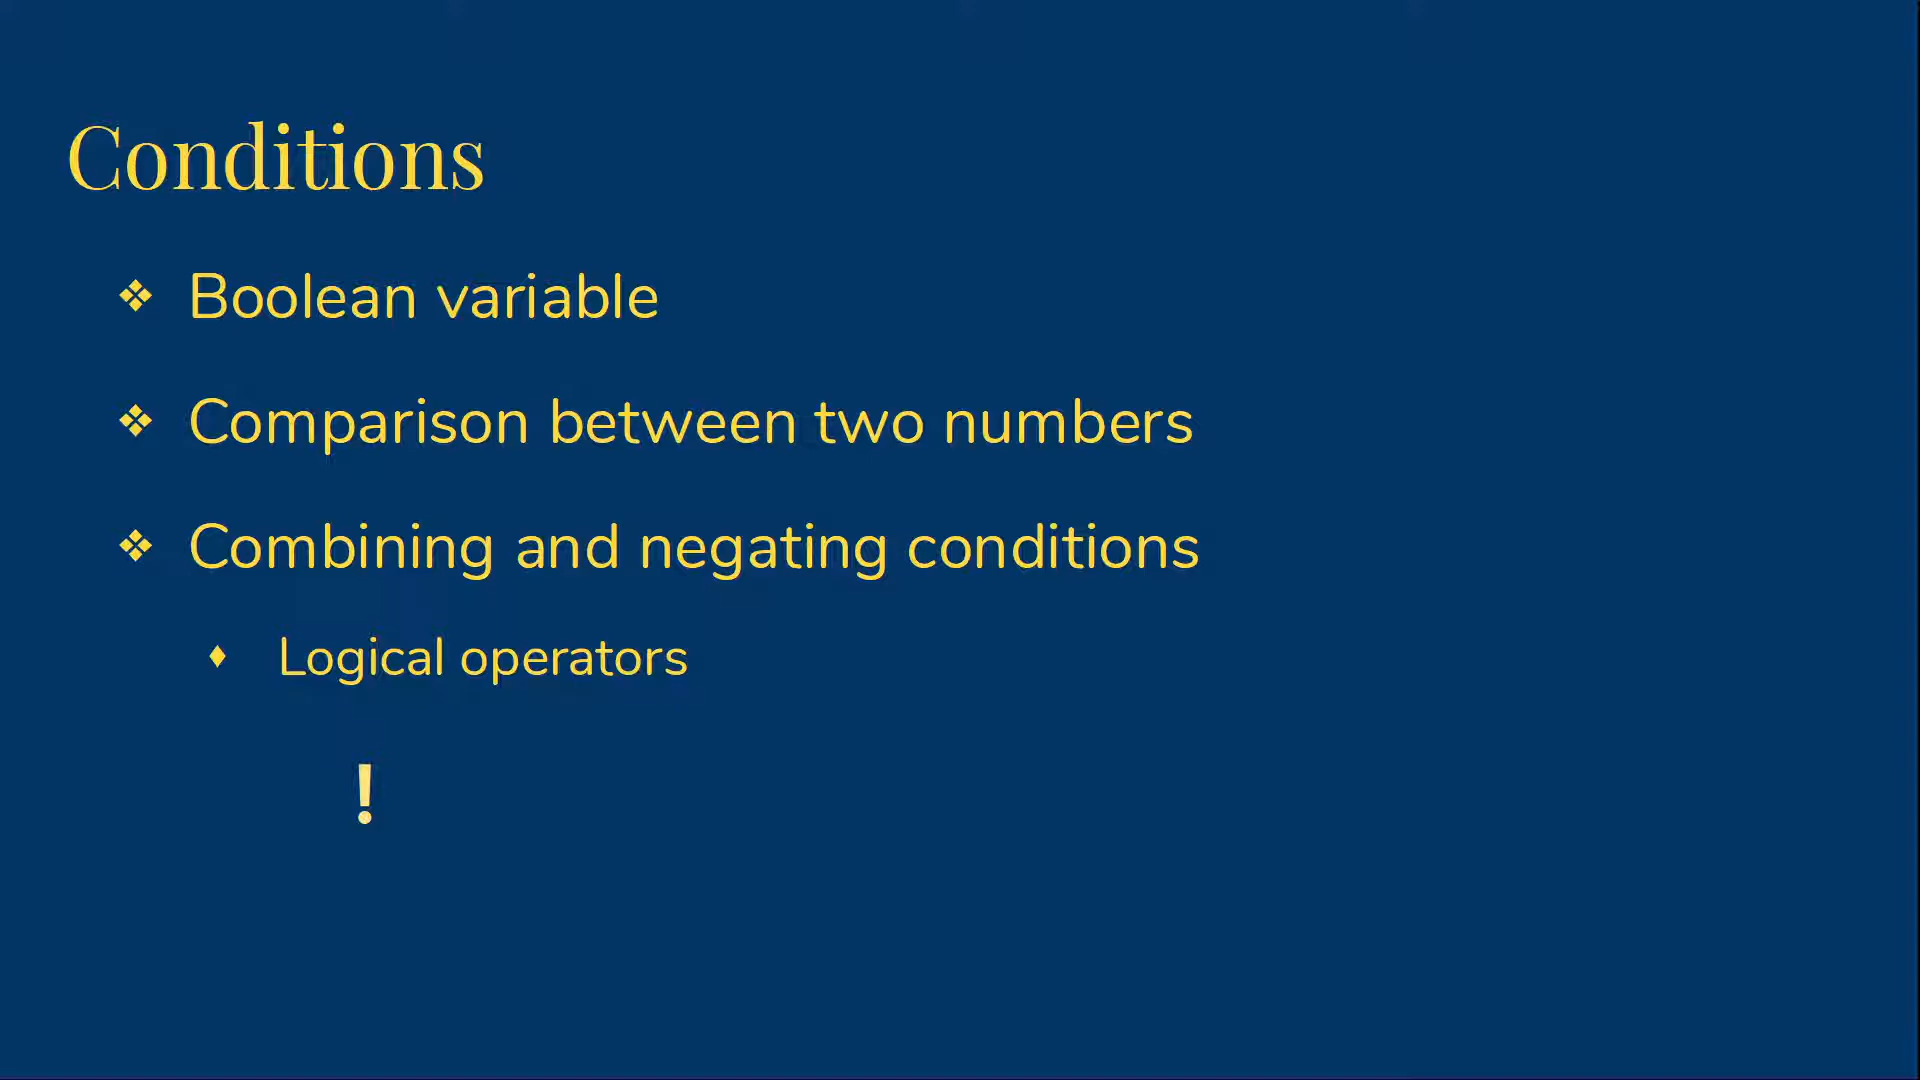 Conditions
❖ Boolean variable
❖ Comparison between two numbers
❖ Combining and negating conditions
♦ Logical operators
!